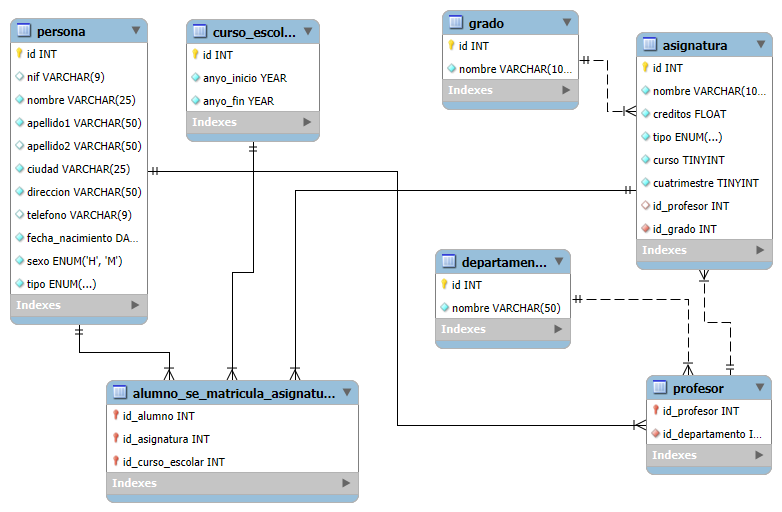 persona
id INT
nif VARCHAR(9)
nombre VARCHAR(25)
apellido1 VARCHAR(50)
apellido2 VARCHAR(50)
ciudad VARCHAR(25)
direccion VARCHAR(50)
telefono VARCHAR(9)
fecha_nacimiento DA...
sexo ENUM('H', 'M')
tipo ENUM(...)
Indexes
curso_escol...
id INT
anyo_inicio YEAR
anyo_fin YEAR
Indexes
grado
id INT
nombre VARCHAR(10...
Indexes
asignatura
id INT
nombre VARCHAR(10...
creditos FLOAT
tipo ENUM(...)
curso TINYINT
cuatrimestre TINYINT
id_profesor INT
id_grado INT
Indexes
departamen...
id INT
nombre VARCHAR(50)
Indexes
alumno_se_matricula_asignatu...
id_alumno INT
id_asignatura INT
id_curso_escolar INT
Indexes
profesor
id_profesor INT
id_departamento I...
Indexes